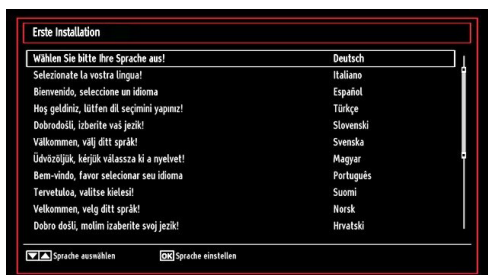 Erste Installation
Wählen Sie bitte Ihre Sprache aus! Deutsch
Selezionate la vostra lingua! Italiano
Bienvenido, seleccione un idioma Español
Hoş geldiniz, lütfen dil seçimini yapınız! Türkçe
Dobrodošli, izberite vaš jezik! Slovenski
Välkommen, välj ditt språk! Svenska
Üdvözöljük, kérjük válassza ki a nyelvet! Magyar
Bem-vindo, favor selecionar seu idioma Português
Tervetuloa, valitse kielesi! Suomi
Velkommen, velg ditt språk! Norsk
Dobro došli, molim izaberite svoj jezik! Hrvatski
Sprache auswählen OK Sprache einstellen